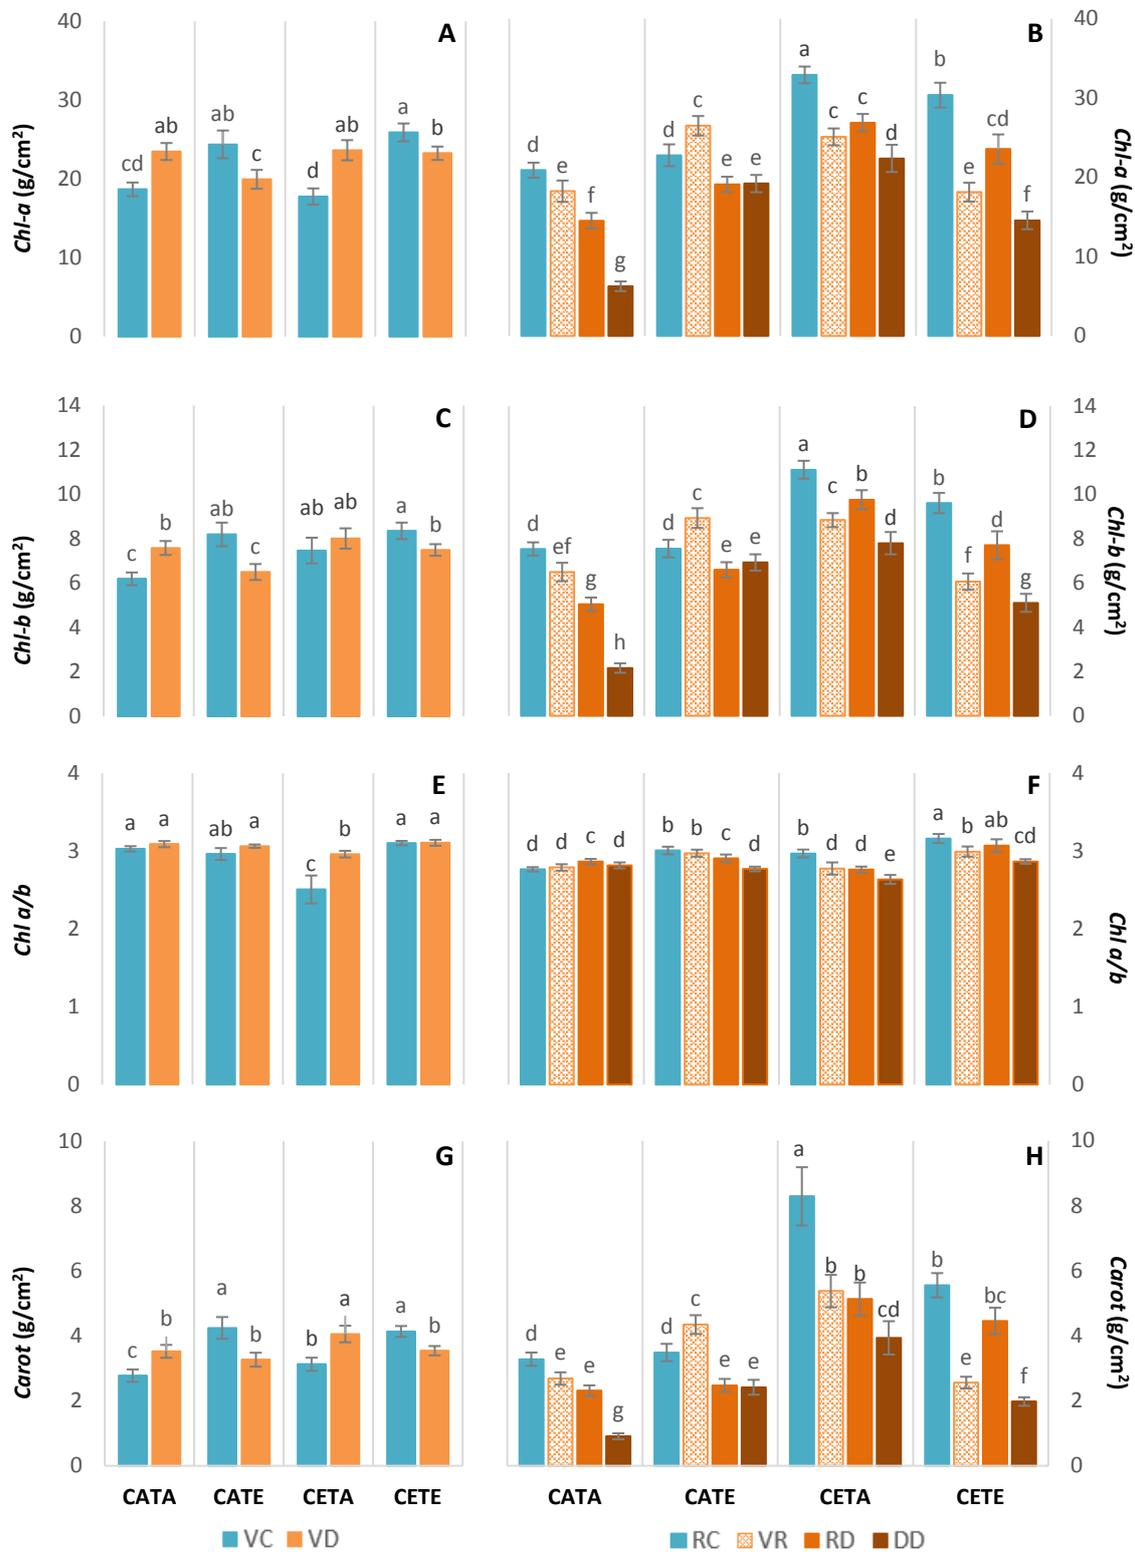 40 A B 40
30 30
20 20
10 10
0 0
Chl-a (g/cm²) Chl-a (g/cm²)
cd ab ab c d ab a b
d e f g d c e e a c c d b e cd f
14 C D 14
12 12
10 10
8 8
6 6
4 4
2 2
0 0
Chl-b (g/cm²) Chl-b (g/cm²)
c b ab c ab ab a b
d ef g h d c e e a c b d b f d g
4 E F 4
3 3
2 2
1 1
0 0
Chl a/b Chl a/b
a a ab a c b a a
d d c d b b c d b d d e a b ab cd
10 G H 10
8 8
6 6
4 4
2 2
0 0
Carot (g/cm²) Carot (g/cm²)
c b a b b a a b
d e e g d c e e a b b cd b e bc f
CATA CATE CETA CETE CATA CATE CETA CETE
VC VD RC VR RD DD